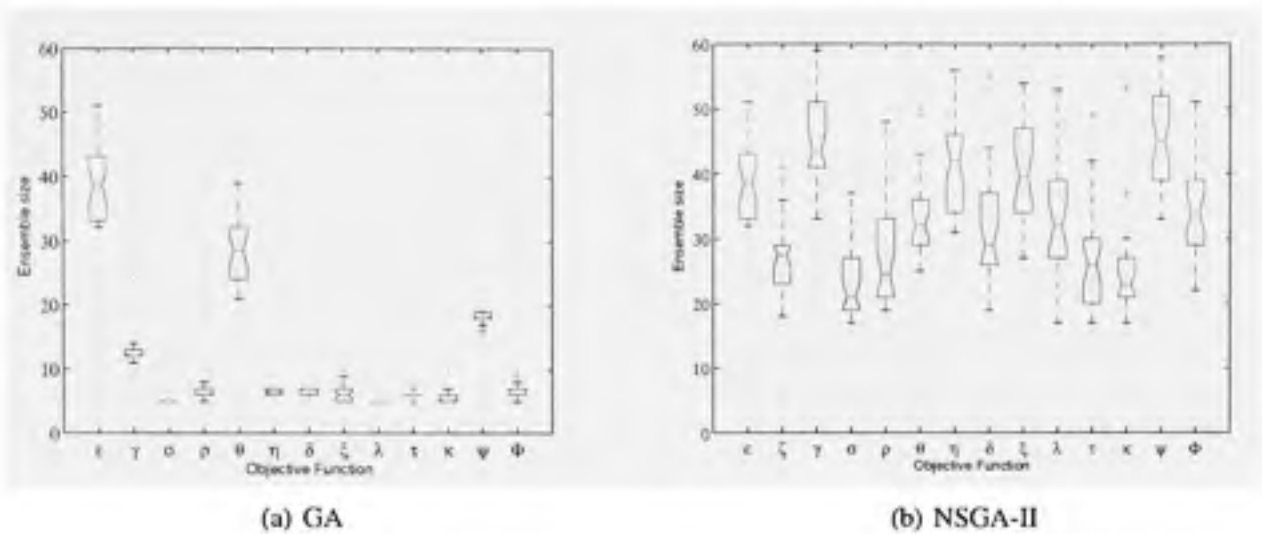 60
50
40
30
20
10
0
Ensemble size
ε γ σ ρ θ η δ ξ λ τ κ ψ Φ
Objective Function
(a) GA
60
50
40
30
20
10
0
Ensemble size
ε ζ γ σ ρ θ η δ ξ λ τ κ ψ Φ
Objective Function
(b) NSGA-II